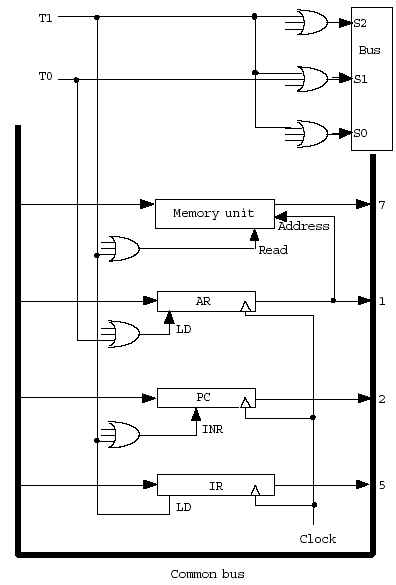 T1
S2
Bus
T0
S1
S0
Memory unit
7
Address
Read
AR
1
LD
PC
2
INR
IR
5
LD
Clock
Common bus